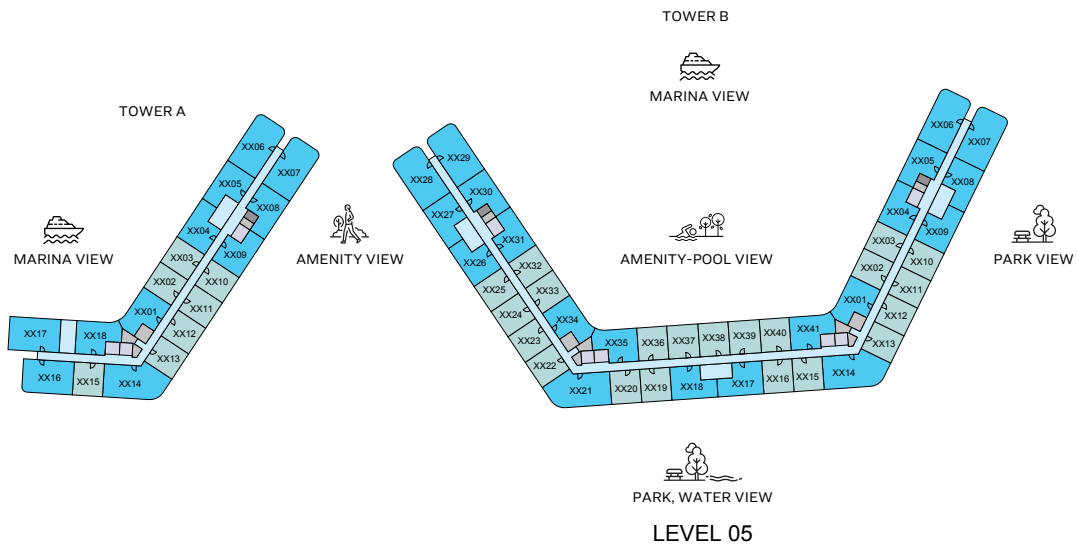 TOWER B
MARINA VIEW
TOWER A
XX06
XX07
XX05
XX08
XX04
XX09
XX03
XX10
XX02
XX11
XX01
XX12
XX13
XX17
XX18
XX16
XX15
XX14
MARINA VIEW
AMENITY VIEW
XX29
XX28
XX30
XX27
XX31
XX26
XX32
XX25
XX33
XX24
XX34
XX23
XX22
XX35
XX36
XX37
XX38
XX39
XX40
XX41
XX21
XX20
XX19
XX18
XX17
XX16
XX15
XX14
XX06
XX07
XX05
XX08
XX04
XX09
XX03
XX10
XX02
XX11
XX01
XX12
XX13
AMENITY-POOL VIEW
PARK VIEW
PARK, WATER VIEW
LEVEL 05